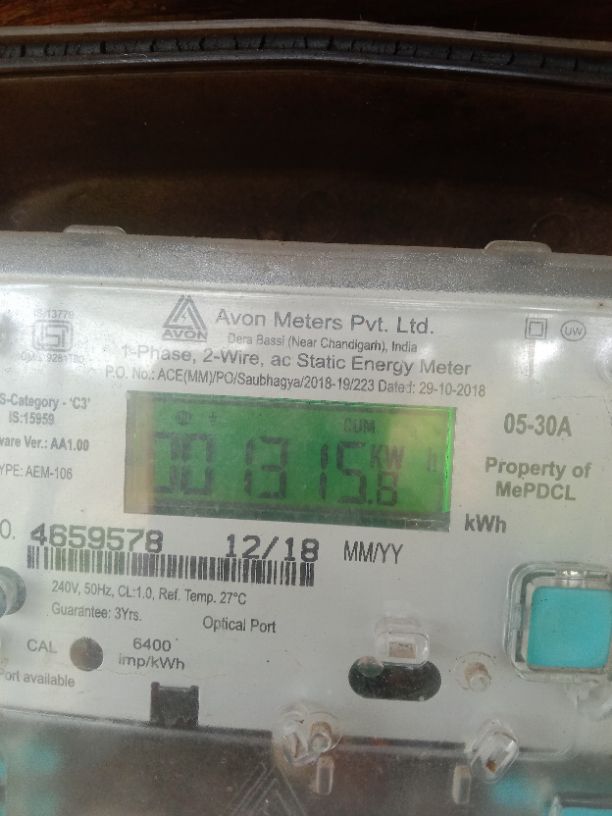 IS:13779
AVON
Avon Meters Pvt. Ltd.
Dera Bassi (Near Chandigarh), India
UW
1-Phase, 2-Wire, ac Static Energy Meter
P.O. No.: ACE(MM)/PO/Saubhagya/2018-19/223 Dated: 29-10-2018
S-Category - 'C3'
IS:15959
ware Ver.: AA1.00
YPE: AEM-106
CUM
001315.8 KW h
05-30A
Property of
MePDCL
kWh
O. 4659578 12/18 MM/YY
240V, 50Hz, CL:1.0, Ref. Temp. 27°C
Guarantee: 3Yrs.
Optical Port
CAL 6400
imp/kWh
Port available